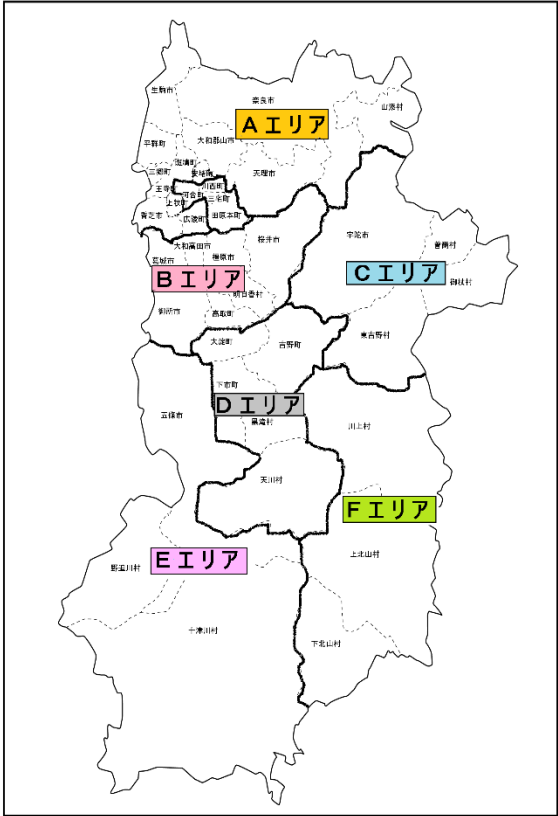 生駒市
奈良市
山添村
Aエリア
大和郡山市
平群町
斑鳩町
安堵町
三郷町
天理市
王寺町
川西町
河合町
三宅町
上牧町
香芝市
広陵町
田原本町
桜井市
宇陀市
曽爾村
大和高田市
橿原市
葛城市
Bエリア
Cエリア
御杖村
明日香村
御所市
高取町
東吉野村
大淀町
吉野町
下市町
Dエリア
五條市
黒滝村
川上村
天川村
Fエリア
Eエリア
上北山村
野迫川村
十津川村
下北山村